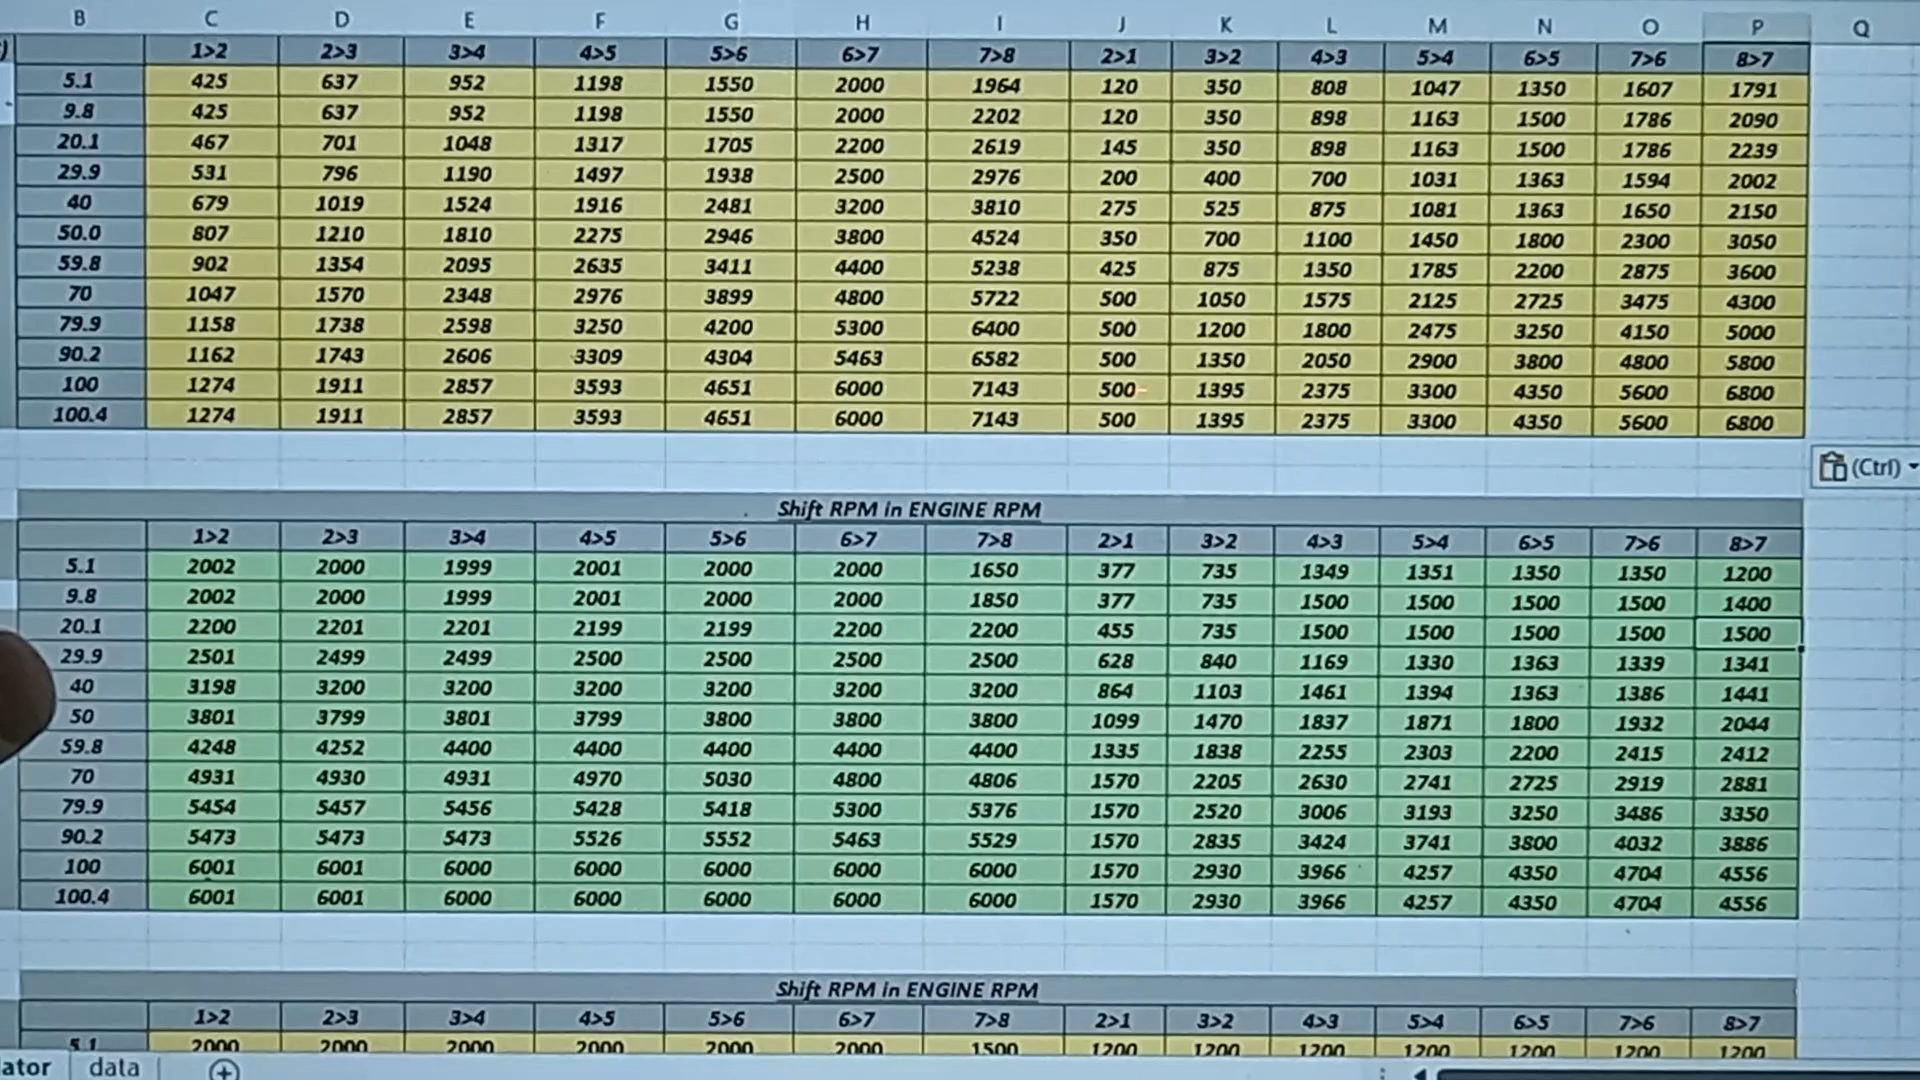 B C D E F G H I J K L M N O P Q
) 1>2 2>3 3>4 4>5 5>6 6>7 7>8 2>1 3>2 4>3 5>4 6>5 7>6 8>7
5.1 425 637 952 1198 1550 2000 1964 120 350 808 1047 1350 1607 1791
9.8 425 637 952 1198 1550 2000 2202 120 350 898 1163 1500 1786 2090
20.1 467 701 1048 1317 1705 2200 2619 145 350 898 1163 1500 1786 2239
29.9 531 796 1190 1497 1938 2500 2976 200 400 700 1031 1363 1594 2002
40 679 1019 1524 1916 2481 3200 3810 275 525 875 1081 1363 1650 2150
50.0 807 1210 1810 2275 2946 3800 4524 350 700 1100 1450 1800 2300 3050
59.8 902 1354 2095 2635 3411 4400 5238 425 875 1350 1785 2200 2875 3600
70 1047 1570 2348 2976 3899 4800 5722 500 1050 1575 2125 2725 3475 4300
79.9 1158 1738 2598 3250 4200 5300 6400 500 1200 1800 2475 3250 4150 5000
90.2 1162 1743 2606 3309 4304 5463 6582 500 1350 2050 2900 3800 4800 5800
100 1274 1911 2857 3593 4651 6000 7143 500 1395 2375 3300 4350 5600 6800
100.4 1274 1911 2857 3593 4651 6000 7143 500 1395 2375 3300 4350 5600 6800
(Ctrl)
Shift RPM in ENGINE RPM
1>2 2>3 3>4 4>5 5>6 6>7 7>8 2>1 3>2 4>3 5>4 6>5 7>6 8>7
5.1 2002 2000 1999 2001 2000 2000 1650 377 735 1349 1351 1350 1350 1200
9.8 2002 2000 1999 2001 2000 2000 1850 377 735 1500 1500 1500 1500 1400
20.1 2200 2201 2201 2199 2199 2200 2200 455 735 1500 1500 1500 1500 1500
29.9 2501 2499 2499 2500 2500 2500 2500 628 840 1169 1330 1363 1339 1341
40 3198 3200 3200 3200 3200 3200 3200 864 1103 1461 1394 1363 1386 1441
50 3801 3799 3801 3799 3800 3800 3800 1099 1470 1837 1871 1800 1932 2044
59.8 4248 4252 4400 4400 4400 4400 4400 1335 1838 2255 2303 2200 2415 2412
70 4931 4930 4931 4970 5030 4800 4806 1570 2205 2630 2741 2725 2919 2881
79.9 5454 5457 5456 5428 5418 5300 5376 1570 2520 3006 3193 3250 3486 3350
90.2 5473 5473 5473 5526 5552 5463 5529 1570 2835 3424 3741 3800 4032 3886
100 6001 6001 6000 6000 6000 6000 6000 1570 2930 3966 4257 4350 4704 4556
100.4 6001 6001 6000 6000 6000 6000 6000 1570 2930 3966 4257 4350 4704 4556
Shift RPM in ENGINE RPM
1>2 2>3 3>4 4>5 5>6 6>7 7>8 2>1 3>2 4>3 5>4 6>5 7>6 8>7
5.1 2000 2000 2000 2000 2000 2000 1500 1200 1200 1200 1200 1200 1200 1200
ator data